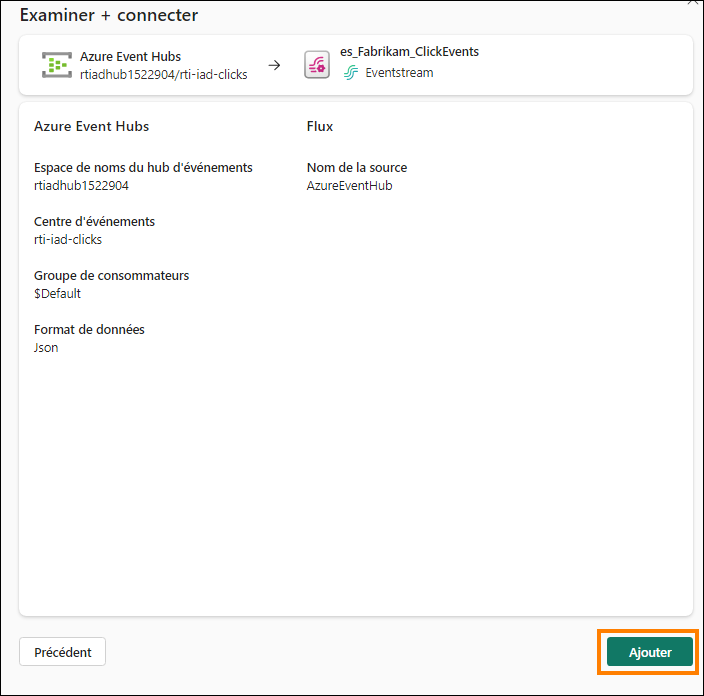 Examiner + connecter
Azure Event Hubs
rtiadhub1522904/rti-iad-clicks
es_Fabrikam_ClickEvents
Eventstream
Azure Event Hubs
Flux
Espace de noms du hub d'événements
rtiadhub1522904
Nom de la source
AzureEventHub
Centre d'événements
rti-iad-clicks
Groupe de consommateurs
$Default
Format de données
Json
Précédent
Ajouter